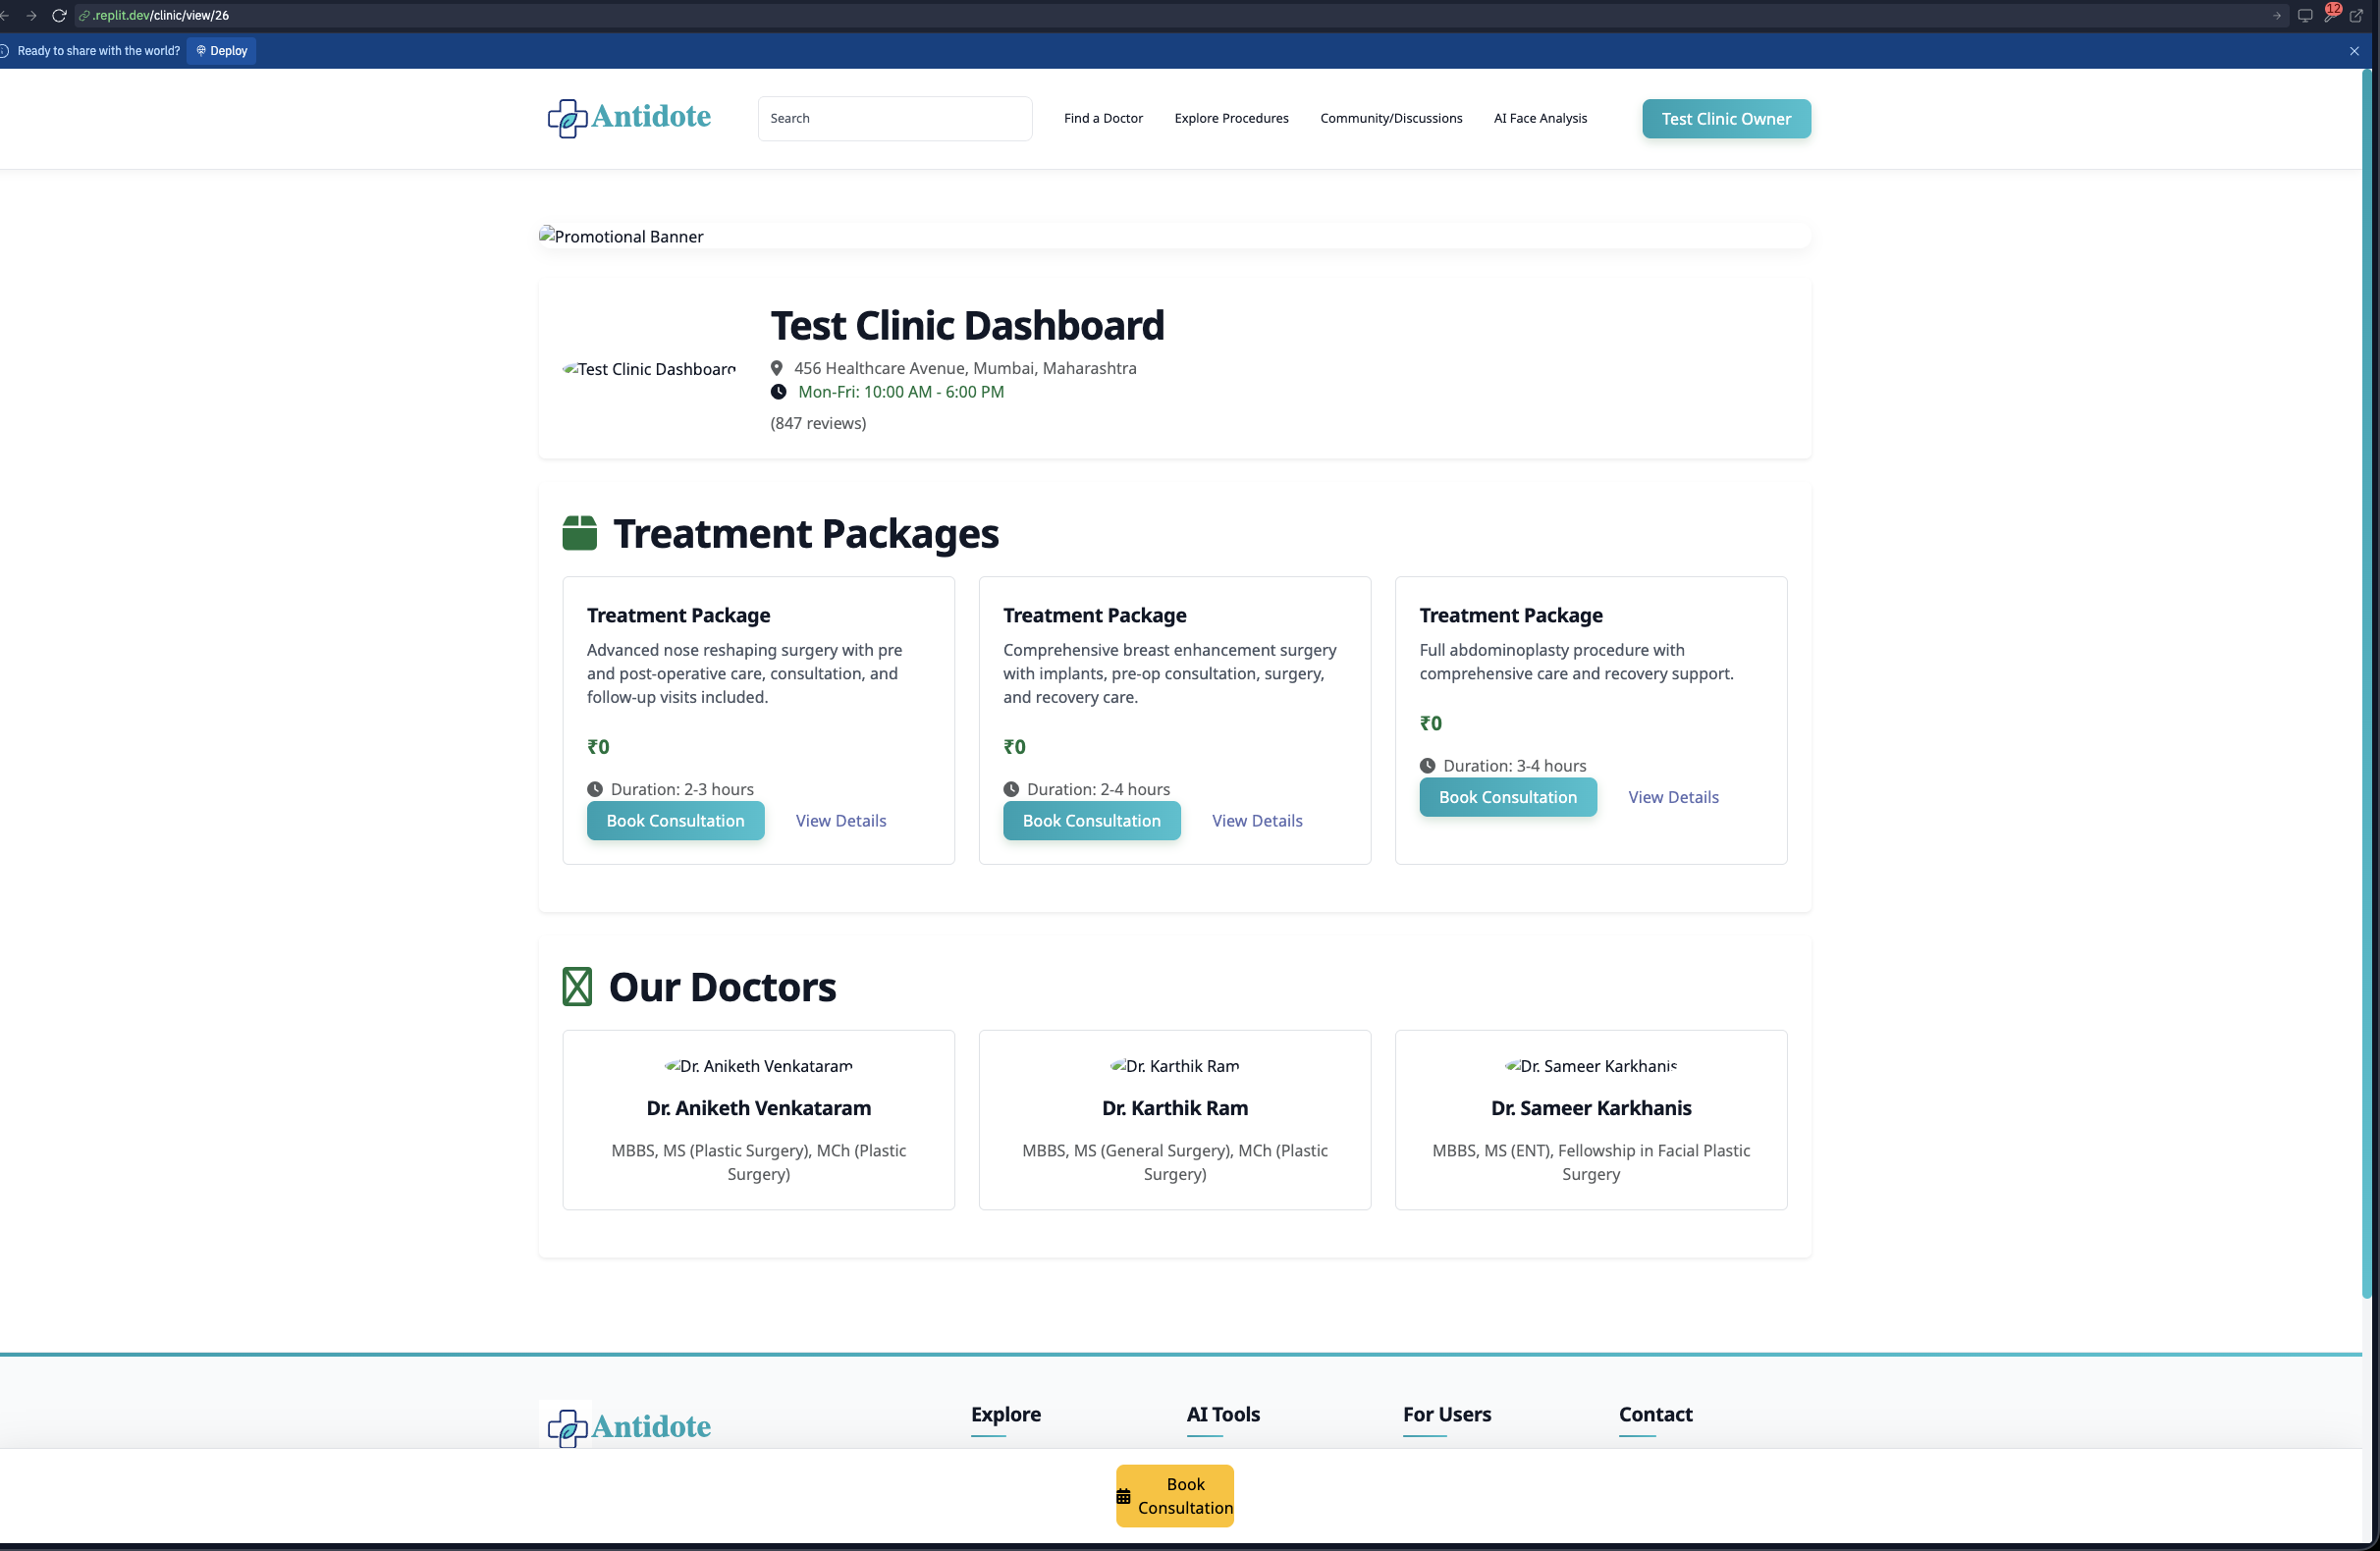 .replit.dev/clinic/view/26
12
Ready to share with the world? Deploy
Antidote
Search
Find a Doctor
Explore Procedures
Community/Discussions
AI Face Analysis
Test Clinic Owner
Promotional Banner
Test Clinic Dashboard
Test Clinic Dashboard
456 Healthcare Avenue, Mumbai, Maharashtra
Mon-Fri: 10:00 AM - 6:00 PM
(847 reviews)
Treatment Packages
Treatment Package
Advanced nose reshaping surgery with pre
and post-operative care, consultation, and
follow-up visits included.
₹0
Duration: 2-3 hours
Book Consultation
View Details
Treatment Package
Comprehensive breast enhancement surgery
with implants, pre-op consultation, surgery,
and recovery care.
₹0
Duration: 2-4 hours
Book Consultation
View Details
Treatment Package
Full abdominoplasty procedure with
comprehensive care and recovery support.
₹0
Duration: 3-4 hours
Book Consultation
View Details
Our Doctors
Dr. Aniketh Venkataram
Dr. Aniketh Venkataram
MBBS, MS (Plastic Surgery), MCh (Plastic
Surgery)
Dr. Karthik Ram
Dr. Karthik Ram
MBBS, MS (General Surgery), MCh (Plastic
Surgery)
Dr. Sameer Karkhanis
Dr. Sameer Karkhanis
MBBS, MS (ENT), Fellowship in Facial Plastic
Surgery
Antidote
Explore
AI Tools
For Users
Contact
Book
Consultation